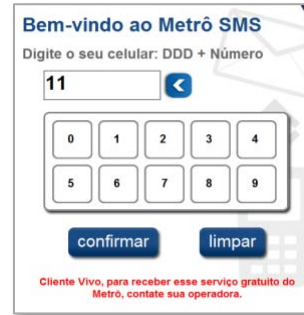 Bem-vindo ao Metrô SMS
Digite o seu celular: DDD + Número
11
0 1 2 3 4
5 6 7 8 9
confirmar limpar
Cliente Vivo, para receber esse serviço gratuito do
Metrô, contate sua operadora.